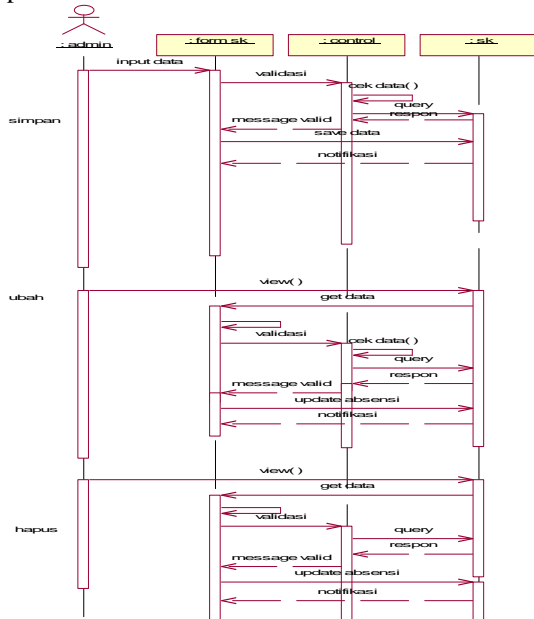 : admin
: form sk
: control
: sk
input data
validasi
cek data( )
query
respon
simpan
message valid
save data
notifikasi
view( )
ubah
get data
validasi
cek data( )
query
respon
message valid
update absensi
notifikasi
view( )
get data
validasi
hapus
query
respon
message valid
update absensi
notifikasi